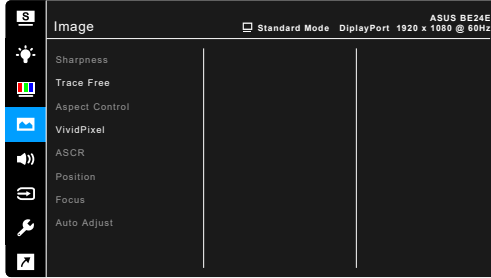 S
Image
Standard Mode DiplayPort 1920 x 1080 @ 60Hz
ASUS BE24E
Sharpness
Trace Free
Aspect Control
VividPixel
ASCR
Position
Focus
Auto Adjust